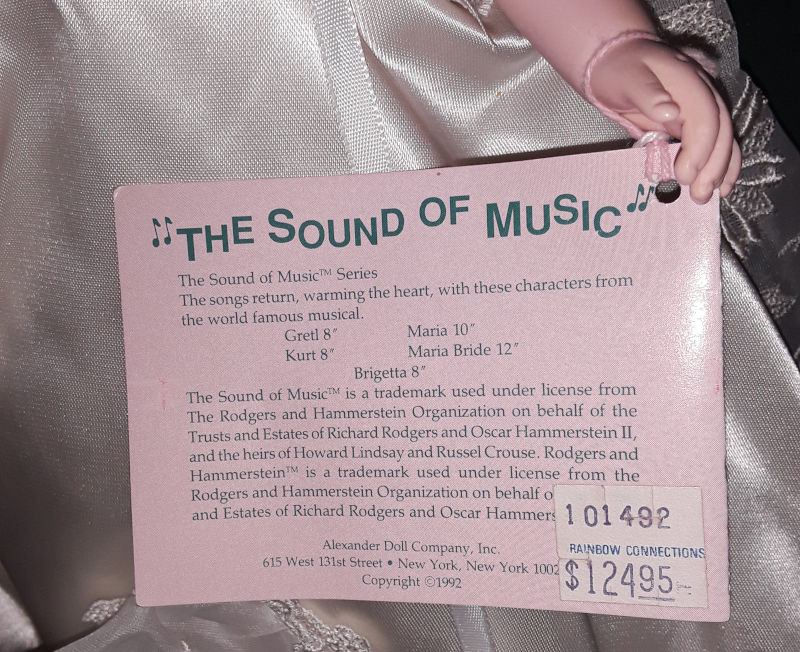 THE SOUND OF MUSIC
The Sound of Music™ Series
The songs return, warming the heart, with these characters from
the world famous musical.
Gretl 8″ Maria 10″
Kurt 8″ Maria Bride 12″
Brigetta 8″
The Sound of Music™ is a trademark used under license from
The Rodgers and Hammerstein Organization on behalf of the
Trusts and Estates of Richard Rodgers and Oscar Hammerstein II,
and the heirs of Howard Lindsay and Russel Crouse. Rodgers and
Hammerstein™ is a trademark used under license from the
Rodgers and Hammerstein Organization on behalf
and Estates of Richard Rodgers and Oscar
Alexander Doll Company, Inc.
615 West 131st Street • New York, New York
Copyright ©1992
101492
RAINBOW CONNECTIONS
$12495